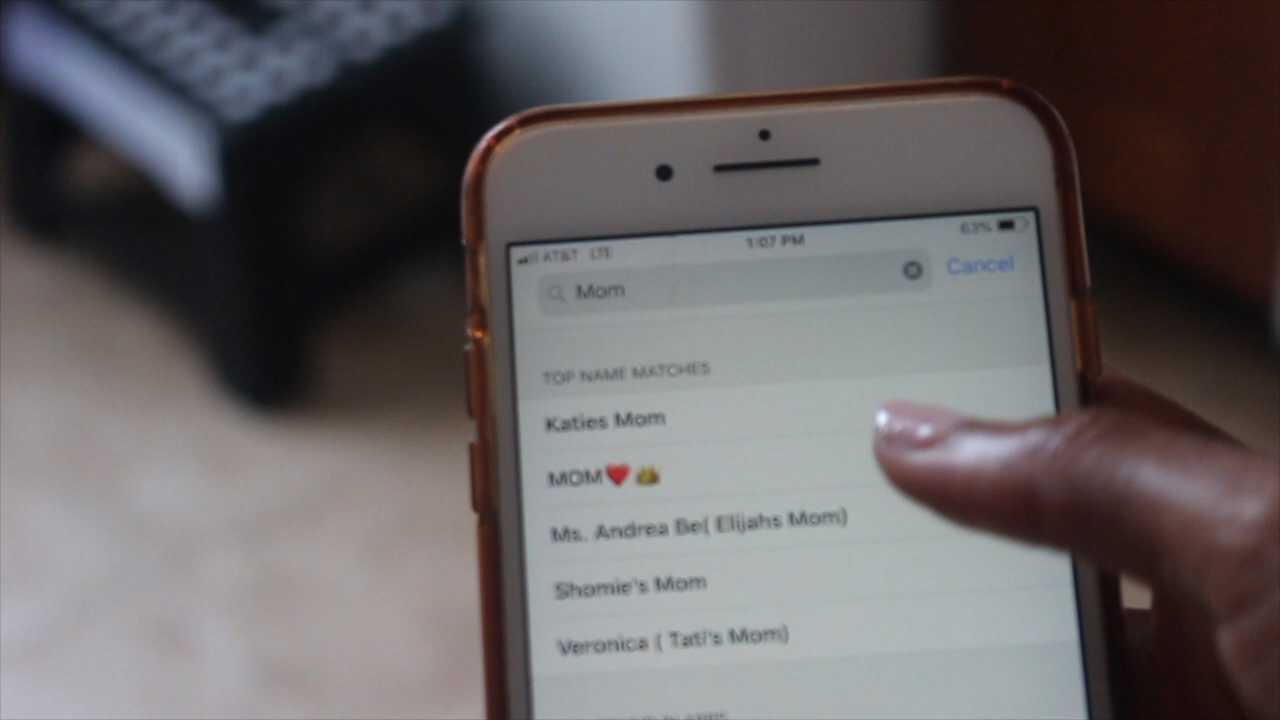 AT&T LTE 1:07 PM 63%
Mom Cancel
TOP NAME MATCHES
Katies Mom
MOM❤️👑
Ms. Andrea Be( Elijahs Mom)
Shomie's Mom
Veronica ( Tati's Mom)
APPS